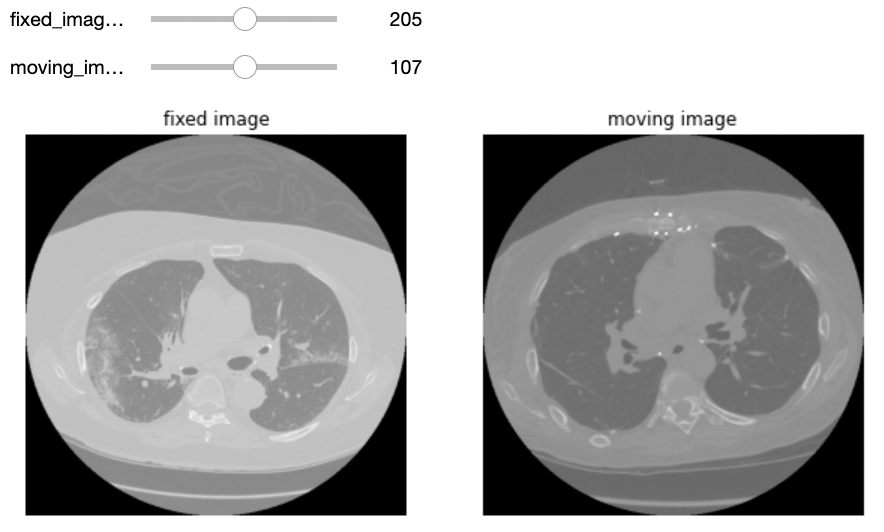 fixed_imag… 205
moving_im… 107
fixed image
moving image